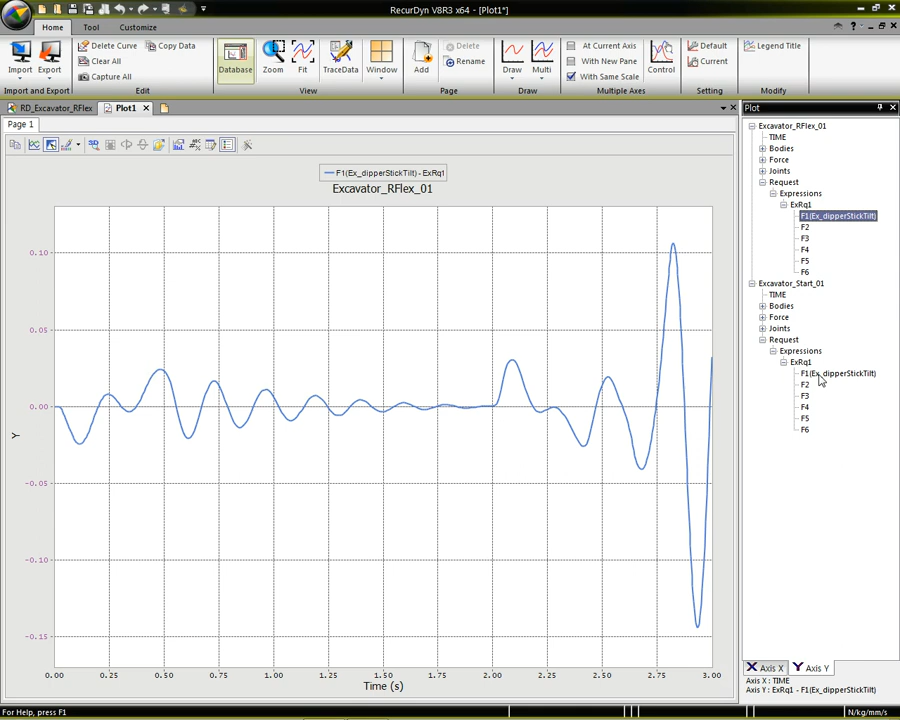 RecurDyn V8R3 x64 - [Plot1*]
Home Tool Customize
Import Export
Delete Curve Copy Data
Clear All
Capture All
Database Zoom Fit TraceData Window
Add Delete
Rename
Draw Multi
At Current Axis
With New Pane
With Same Scale
Control
Default
Current
Legend Title
Import and Export Edit View Page Draw Multiple Axes Setting Modify
RD_Excavator_RFlex Plot1
Page 1
F1(Ex_dipperStickTilt) - ExRq1
Excavator_RFlex_01
0.10
0.05
0.00
-0.05
-0.10
-0.15
Y
0.00 0.25 0.50 0.75 1.00 1.25 1.50 1.75 2.00 2.25 2.50 2.75 3.00
Time (s)
Plot
Excavator_RFlex_01
TIME
Bodies
Force
Joints
Request
Expressions
ExRq1
F1(Ex_dipperStickTilt)
F2
F3
F4
F5
F6
Excavator_Start_01
TIME
Bodies
Force
Joints
Request
Expressions
ExRq1
F1(Ex_dipperStickTilt)
F2
F3
F4
F5
F6
Axis X Axis Y
Axis X : TIME
Axis Y : ExRq1 - F1(Ex_dipperStickTilt)
For Help, press F1
N/kg/mm/s